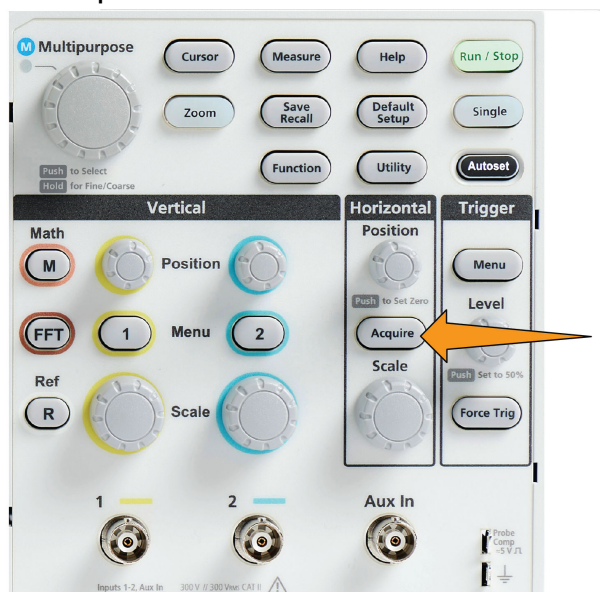 M Multipurpose
Cursor
Measure
Help
Run / Stop
Zoom
Save
Recall
Default
Setup
Single
Push to Select
Hold for Fine/Coarse
Function
Utility
Autoset
Vertical
Horizontal
Trigger
Math
M
Position
Position
Push to Set Zero
Menu
FFT
1
Menu
2
Acquire
Level
Push Set to 50%
Ref
R
Scale
Scale
Force Trig
1
2
Aux In
Probe
Comp
~5 V
Inputs 1-2, Aux In
300 V // 300 VRMS CAT II